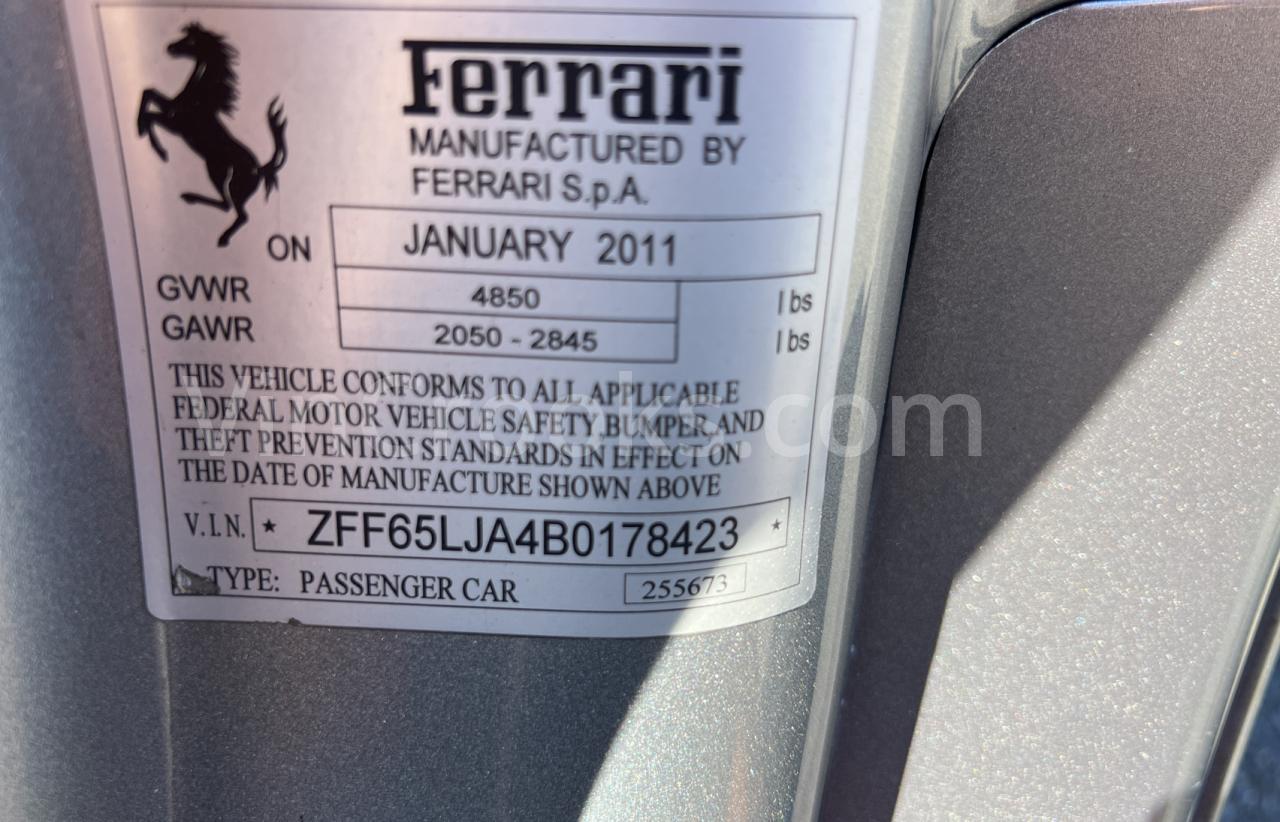 Ferrari
MANUFACTURED BY
FERRARI S.p.A.
ON JANUARY 2011
GVWR 4850 lbs
GAWR 2050 - 2845 lbs
THIS VEHICLE CONFORMS TO ALL APPLICABLE
FEDERAL MOTOR VEHICLE SAFETY,BUMPER,AND
THEFT PREVENTION STANDARDS IN EFFECT ON
THE DATE OF MANUFACTURE SHOWN ABOVE
V.I.N. * ZFF65LJA4B0178423 *
TYPE: PASSENGER CAR 255673